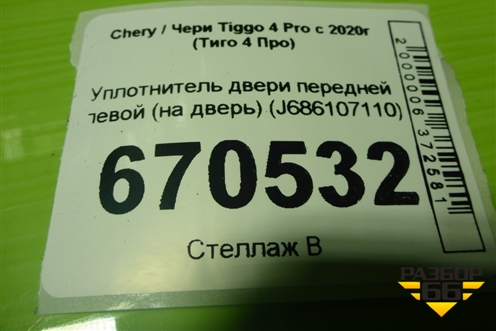 Chery / Чери Tiggo 4 Pro с 2020г
(Тиго 4 Про)
Уплотнитель двери передней
левой (на дверь) (J686107110)
670532
Стеллаж В
2000006372581
РАЗБОР
66